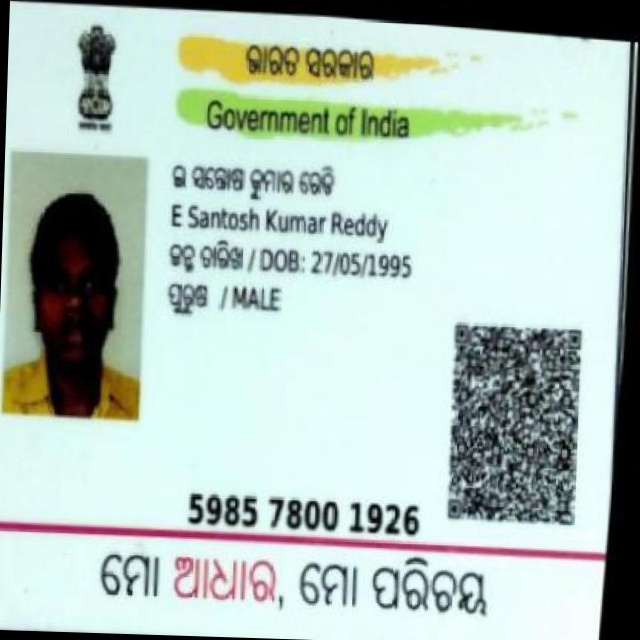 ଭାରତ ସରକାର
Government of India
ଇ ସନ୍ତୋଷ କୁମାର ରେଡ଼ି
E Santosh Kumar Reddy
ଜନ୍ମ ତାରିଖ / DOB: 27/05/1995
ପୁରୁଷ / MALE
5985 7800 1926
ମୋ ଆଧାର, ମୋ ପରିଚୟ